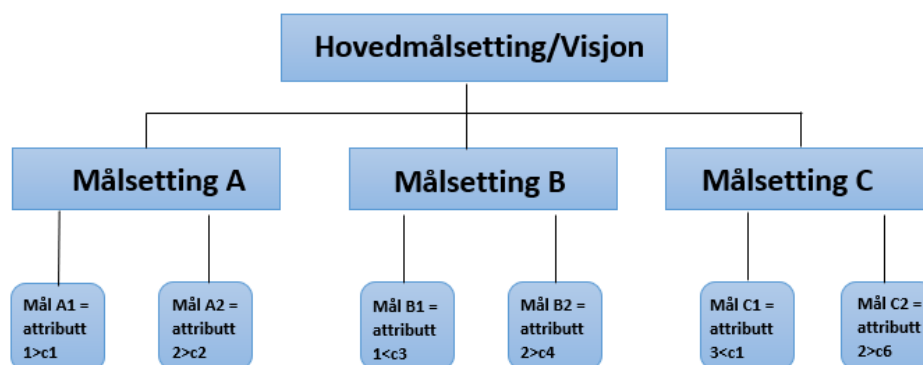 Hovedmålsetting/Visjon
Målsetting A
Målsetting B
Målsetting C
Mål A1 =
attributt
1>c1
Mål A2 =
attributt
2>c2
Mål B1 =
attributt
1<c3
Mål B2 =
attributt
2>c4
Mål C1 =
attributt
3<c1
Mål C2 =
attributt
2>c6